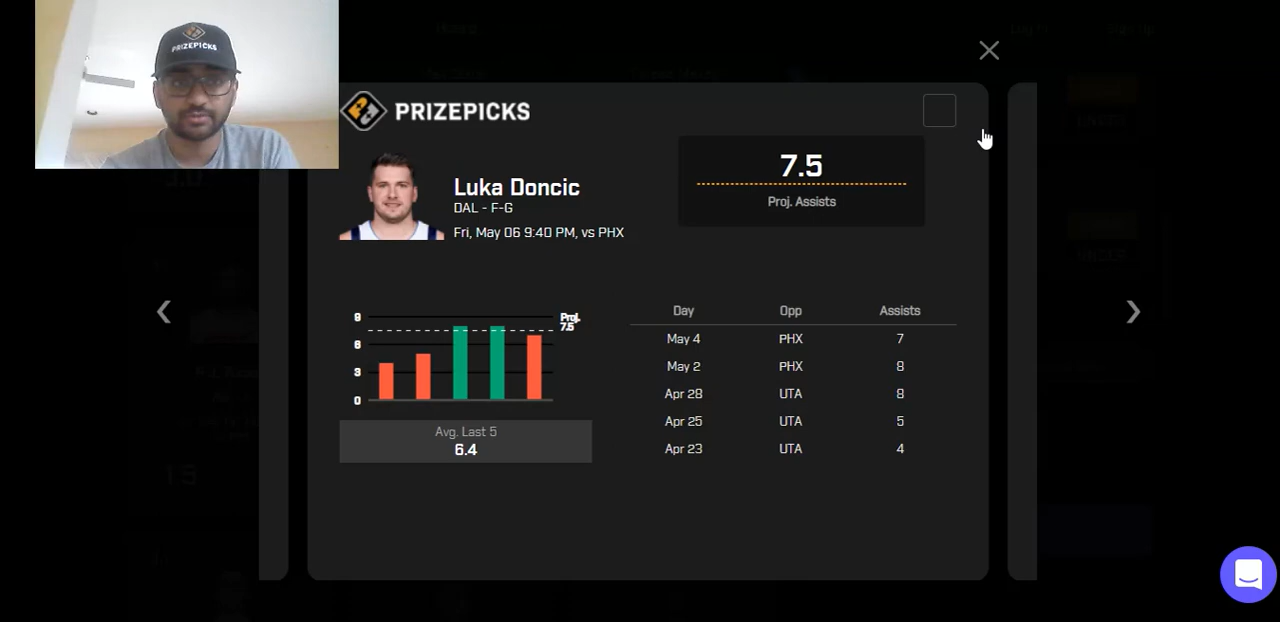 PRIZEPICKS
PRIZEPICKS
Luka Doncic
DAL - F-G
Fri, May 06 9:40 PM, vs PHX
7.5
Proj. Assists
9
6
3
0
Proj.
7.5
Avg. Last 5
6.4
Day Opp Assists
May 4 PHX 7
May 2 PHX 8
Apr 28 UTA 8
Apr 25 UTA 5
Apr 23 UTA 4